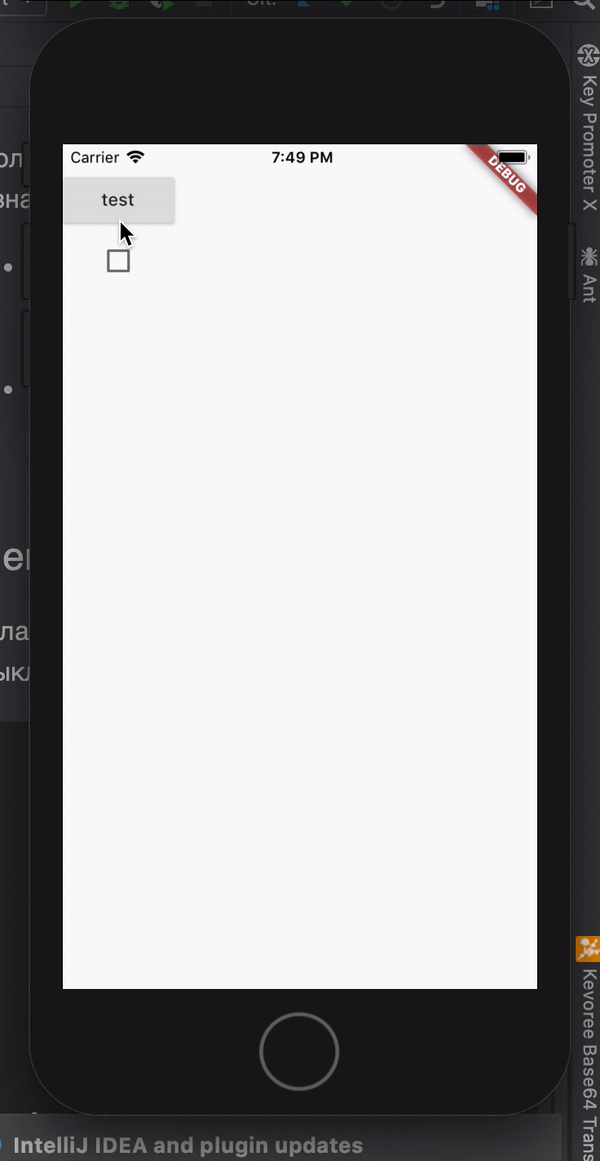 Carrier
7:49 PM
DEBUG
test
Key Promoter X
Ant
Kevoree Base64 Trans
IntelliJ IDEA and plugin updates